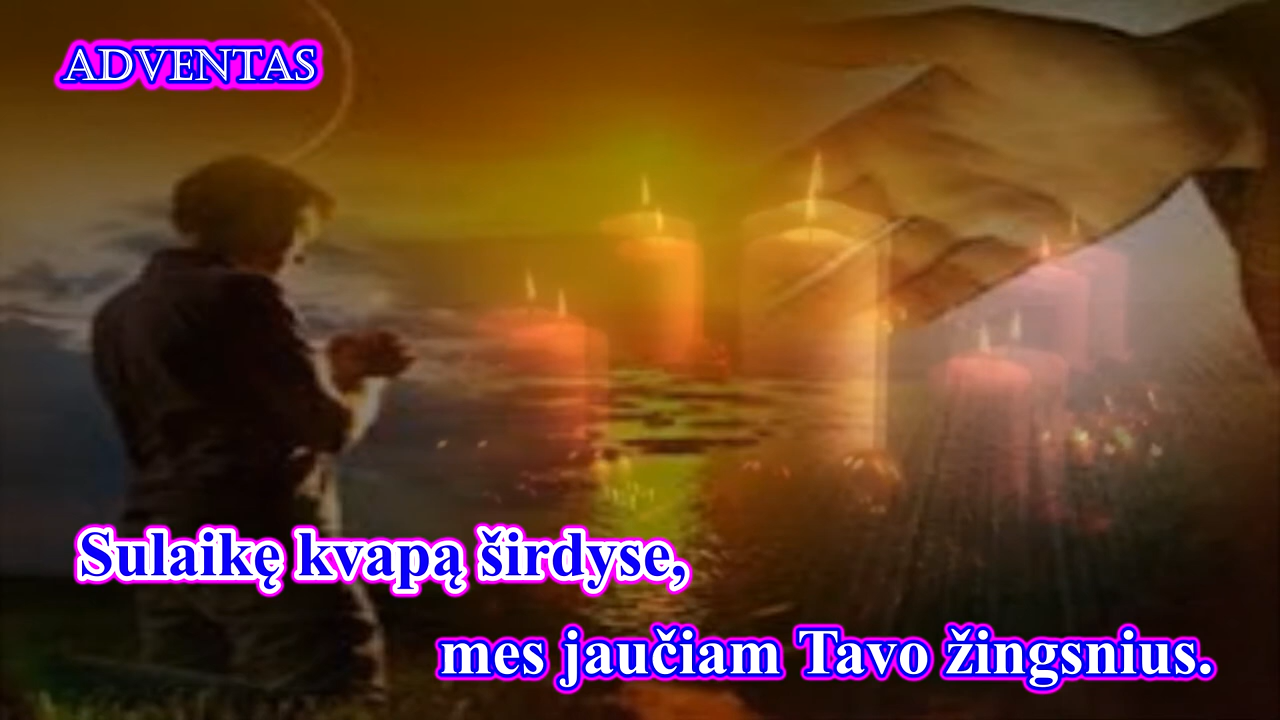 ADVENTAS
Sulaikę kvapą širdyse,
mes jaučiam Tavo žingsnius.